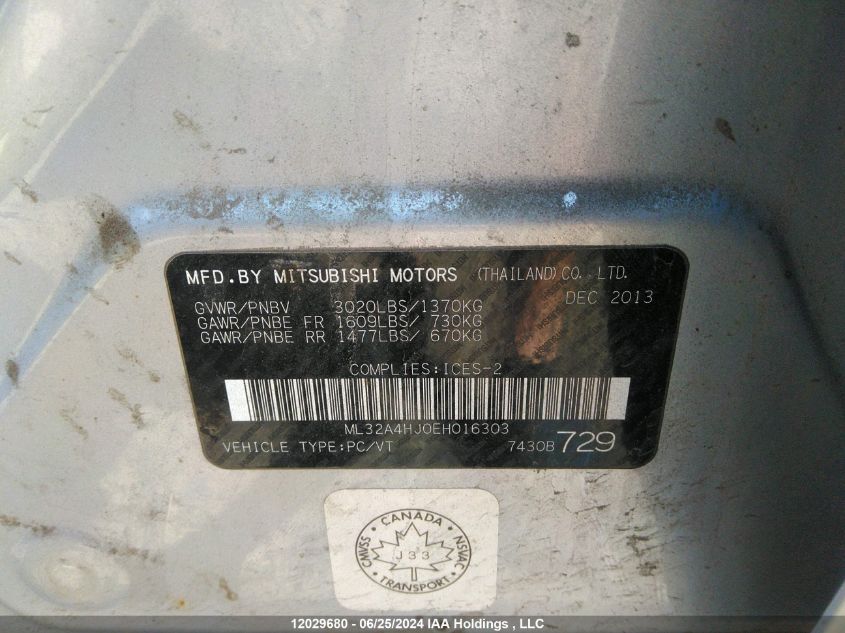 MFD.BY MITSUBISHI MOTORS (THAILAND) CO., LTD.
DEC 2013
GVWR/PNBV 3020LBS/1370KG
GAWR/PNBE FR 1609LBS/ 730KG
GAWR/PNBE RR 1477LBS/ 670KG
COMPLIES:ICES-2
ML32A4HJ0EH016303
VEHICLE TYPE:PC/VT 7430B 729
CANADA
CMVSS J33 NSVAC
TRANSPORT
12029680 - 06/25/2024 IAA Holdings , LLC